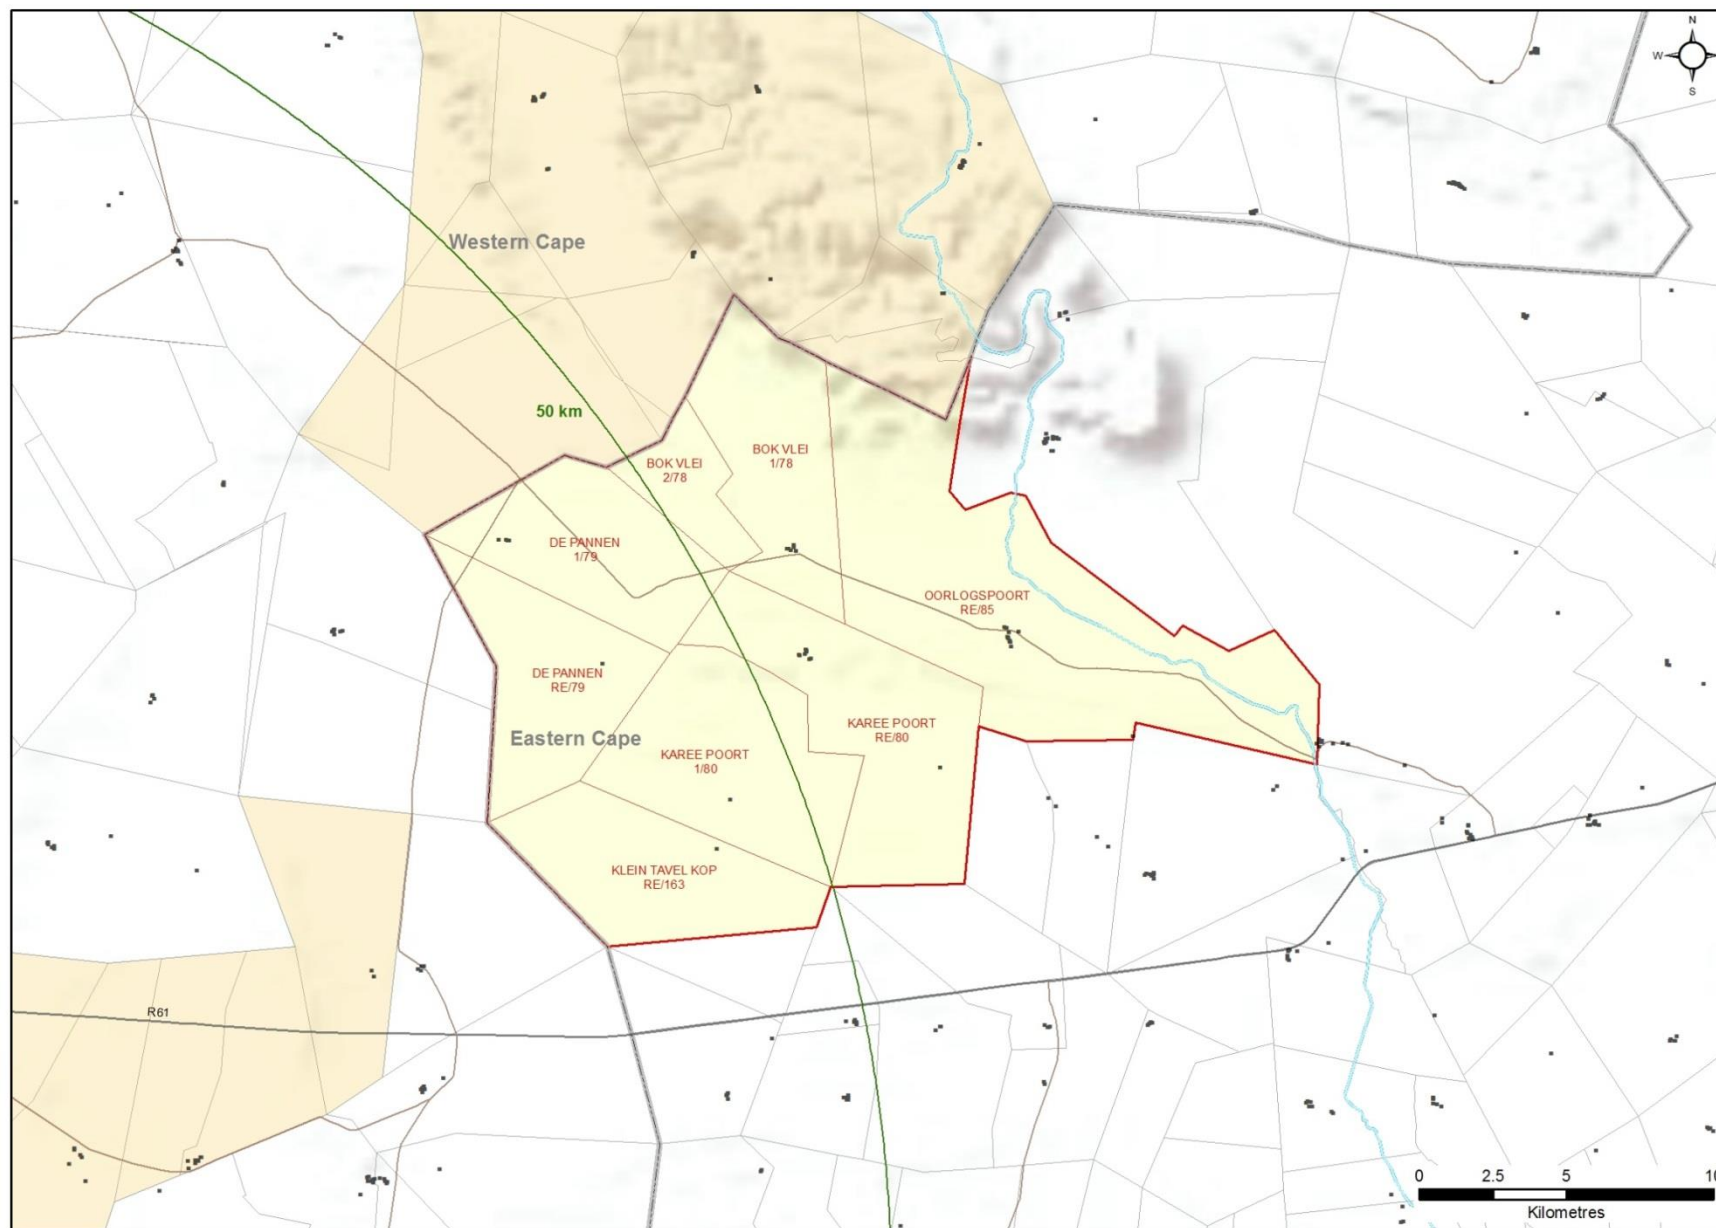 N
W
S
Western Cape
50 km
BOK VLEI
1/78
BOK VLEI
2/78
DE PANNEN
1/79
OORLOGSPOORT
RE/85
DE PANNEN
RE/79
KAREE POORT
RE/80
Eastern Cape
KAREE POORT
1/80
KLEIN TAVEL KOP
RE/163
R61
0 2.5 5 10
Kilometres